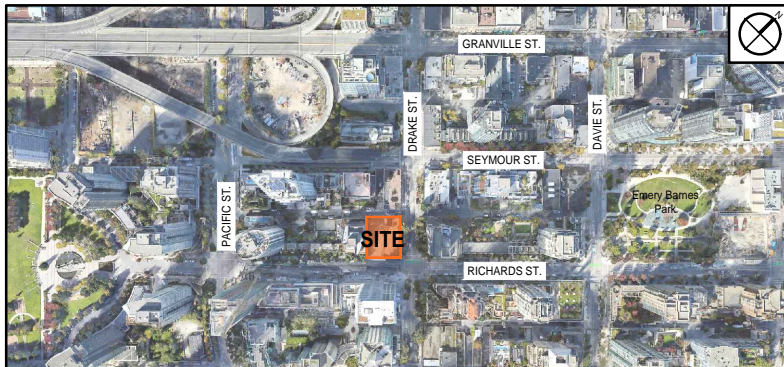 GRANVILLE ST.
DRAKE ST.
DAVIE ST.
SEYMOUR ST.
PACIFIC ST.
Emery Barnes
Park
SITE
RICHARDS ST.